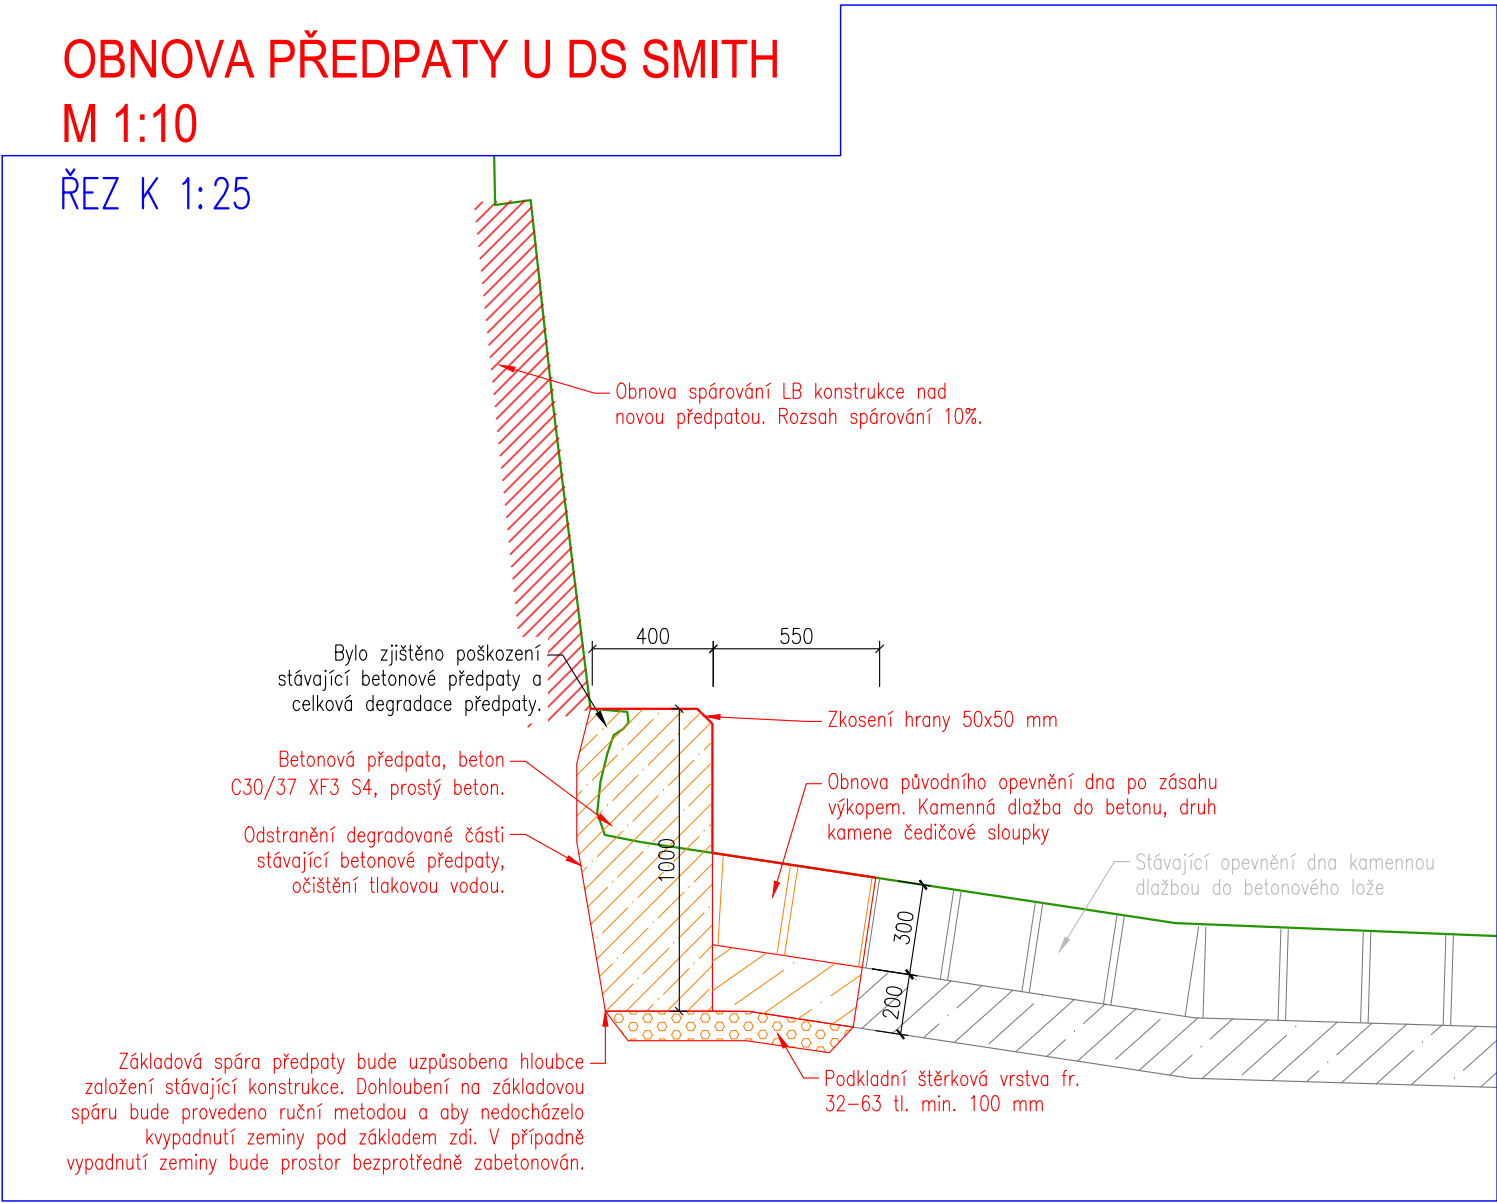 OBNOVA PŘEDPATY U DS SMITH
M 1:10
ŘEZ K 1:25
Obnova spárování LB konstrukce nad
novou předpatou. Rozsah spárování 10%.
400
550
Bylo zjištěno poškození
stávající betonové předpaty a
celková degradace předpaty.
Zkosení hrany 50x50 mm
Betonová předpata, beton
C30/37 XF3 S4, prostý beton.
Obnova původního opevnění dna po zásahu
výkopem. Kamenná dlažba do betonu, druh
kamene čedičové sloupky
Odstranění degradované části
stávající betonové předpaty,
očištění tlakovou vodou.
1000
Stávající opevnění dna kamennou
dlažbou do betonového lože
300
200
Základová spára předpaty bude uzpůsobena hloubce
založení stávající konstrukce. Dohloubení na základovou
spáru bude provedeno ruční metodou a aby nedocházelo
kvypadnutí zeminy pod základem zdi. V případně
vypadnutí zeminy bude prostor bezprotředně zabetonován.
Podkladní štěrková vrstva fr.
32-63 tl. min. 100 mm